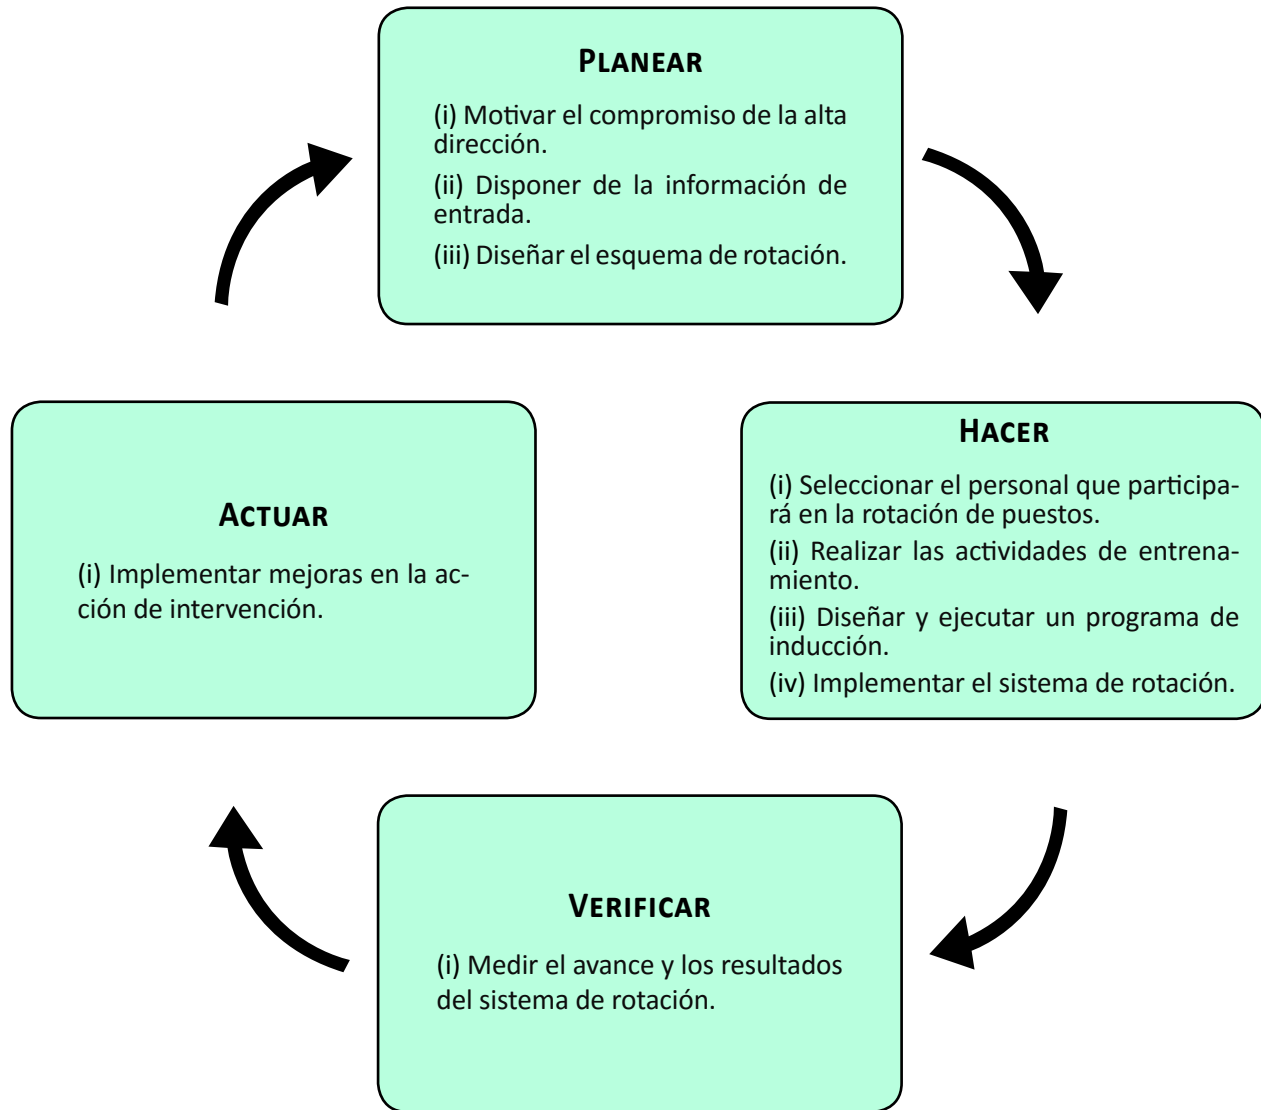 PLANEAR
(i) Motivar el compromiso de la alta
dirección.
(ii) Disponer de la información de
entrada.
(iii) Diseñar el esquema de rotación.
HACER
(i) Seleccionar el personal que participa-
rá en la rotación de puestos.
(ii) Realizar las actividades de entrena-
miento.
(iii) Diseñar y ejecutar un programa de
inducción.
(iv) Implementar el sistema de rotación.
VERIFICAR
(i) Medir el avance y los resultados
del sistema de rotación.
ACTUAR
(i) Implementar mejoras en la ac-
ción de intervención.